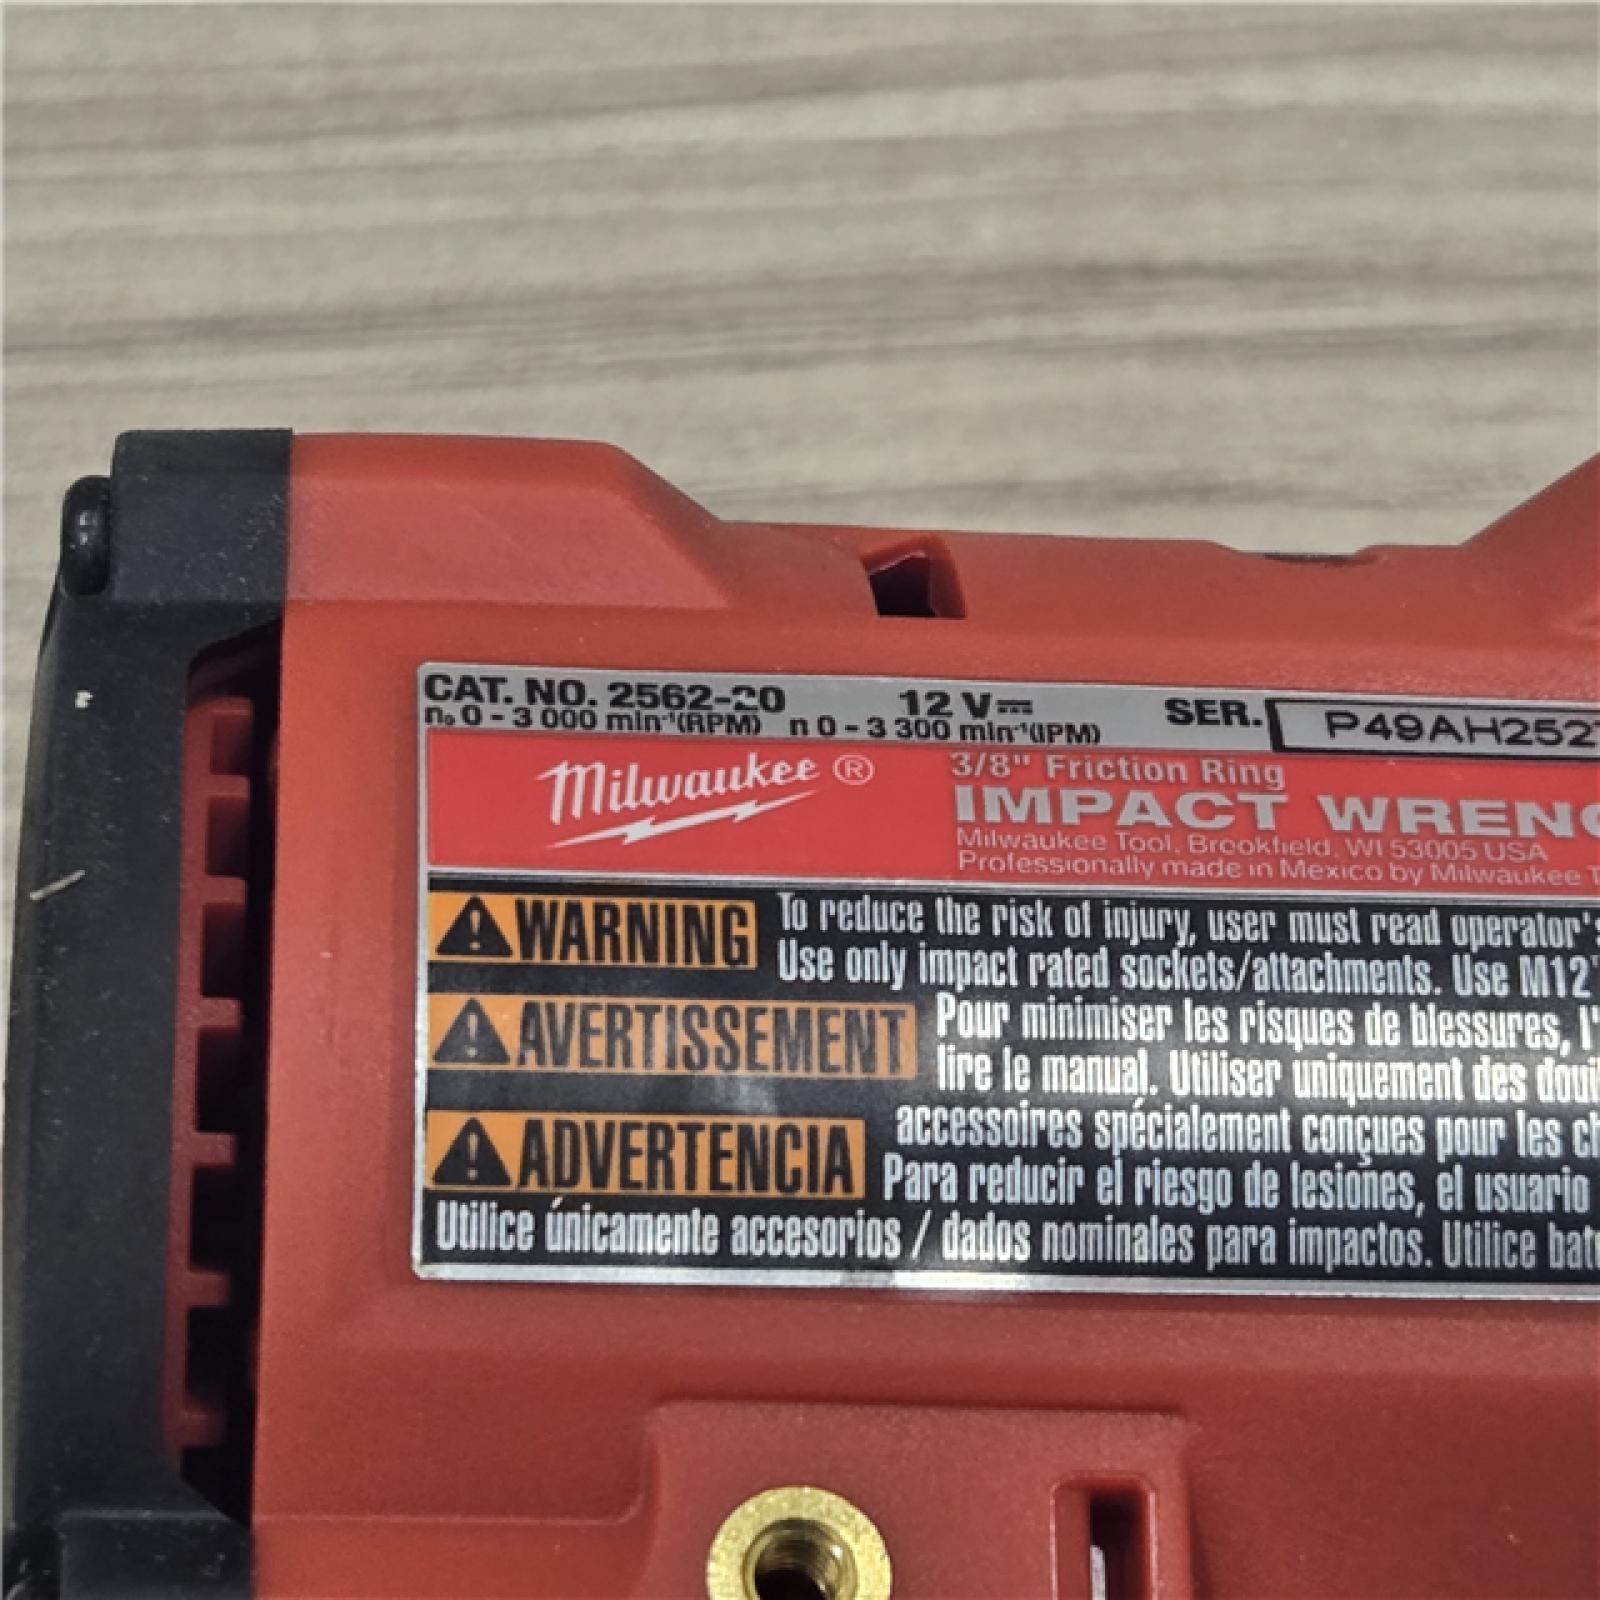 CAT. NO. 2562-20 12 V⎓ SER. P49AH252
n₀ 0 - 3 000 min⁻¹(RPM) n 0 - 3 300 min⁻¹(IPM)
Milwaukee ®
3/8" Friction Ring
IMPACT WRENC
Milwaukee Tool, Brookfield, WI 53005 USA
Professionally made in Mexico by Milwaukee T
WARNING To reduce the risk of injury, user must read operator's
Use only impact rated sockets/attachments. Use M12
AVERTISSEMENT Pour minimiser les risques de blessures, l'
lire le manual. Utiliser uniquement des douil
accessoires spécialement conçues pour les ch
ADVERTENCIA Para reducir el riesgo de lesiones, el usuario
Utilice únicamente accesorios / dados nominales para impactos. Utilice bate